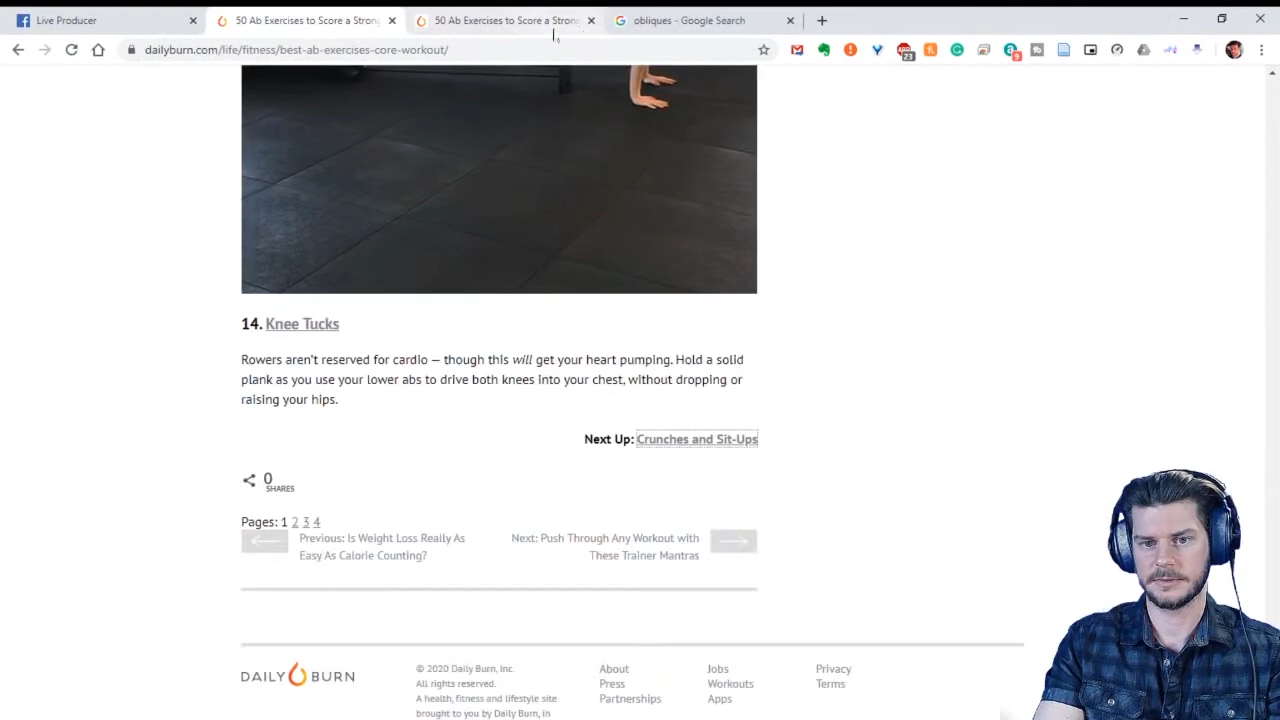 Live Producer
50 Ab Exercises to Score a Strong
50 Ab Exercises to Score a Strong
obliques - Google Search
dailyburn.com/life/fitness/best-ab-exercises-core-workout/
23
9
14. Knee Tucks
Rowers aren't reserved for cardio — though this will get your heart pumping. Hold a solid
plank as you use your lower abs to drive both knees into your chest, without dropping or
raising your hips.
Next Up: Crunches and Sit-Ups
0
SHARES
Pages: 1 2 3 4
Previous: Is Weight Loss Really As
Easy As Calorie Counting?
Next: Push Through Any Workout with
These Trainer Mantras
DAILY BURN
© 2020 Daily Burn, Inc.
All rights reserved.
A health, fitness and lifestyle site
brought to you by Daily Burn, in
About
Press
Partnerships
Jobs
Workouts
Apps
Privacy
Terms